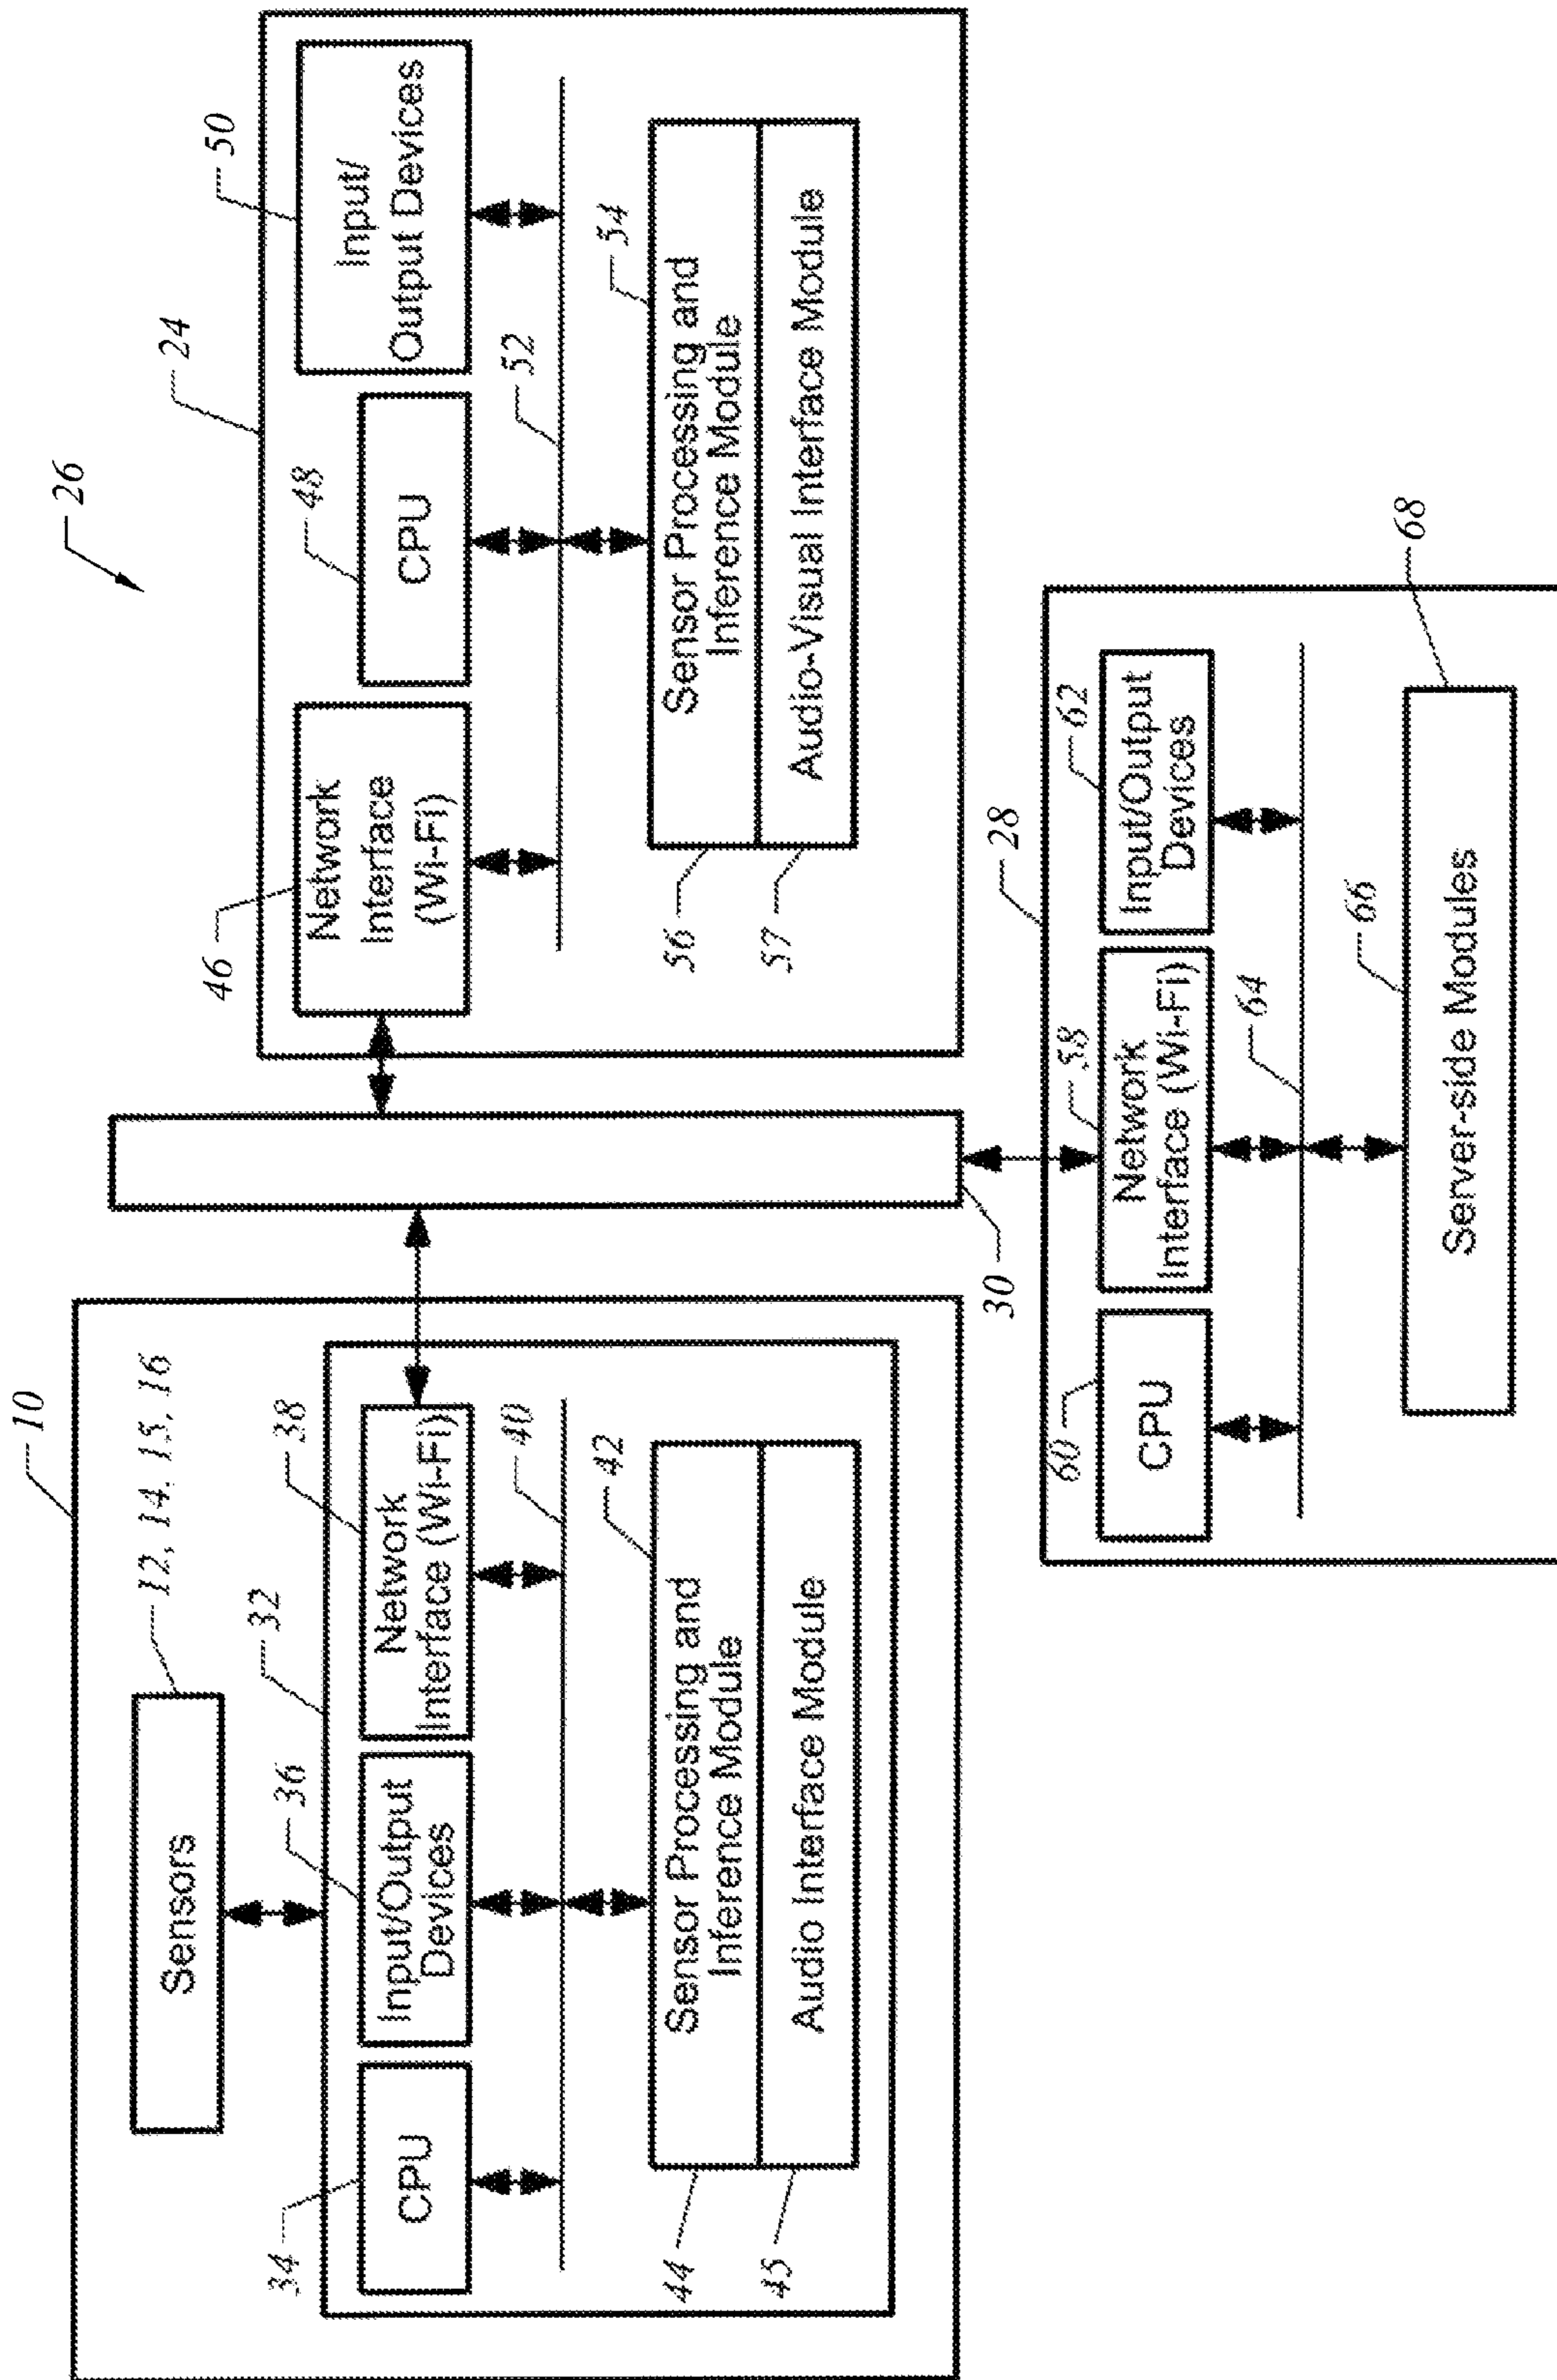 26
10
Sensors
12, 14, 15, 16
32
34
CPU
36
Input/Output
Devices
38
Network
Interface (Wi-Fi)
40
42
Sensor Processing and
Inference Module
44
Audio Interface Module
45
30
24
46
Network
Interface
(Wi-Fi)
48
CPU
50
Input/
Output Devices
52
54
Sensor Processing and
Inference Module
56
Audio-Visual Interface Module
57
28
60
CPU
58
Network
Interface (Wi-Fi)
62
Input/Output
Devices
64
66
Server-side Modules
68